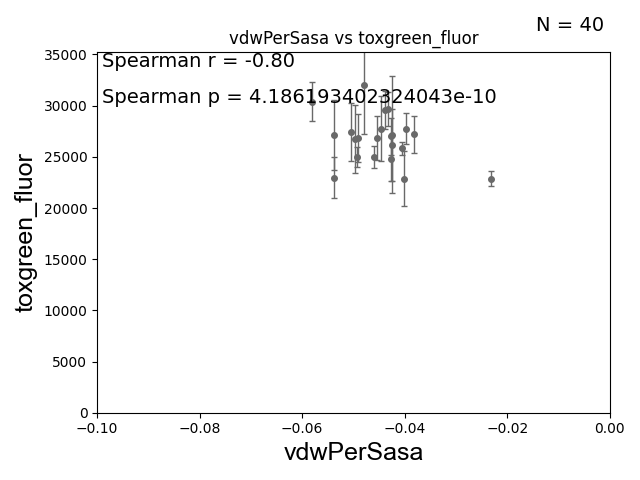 N = 40
vdwPerSasa vs toxgreen_fluor
Spearman r = -0.80
Spearman p = 4.186193402324043e-10
35000
30000
25000
20000
15000
10000
5000
0
toxgreen_fluor
-0.10 -0.08 -0.06 -0.04 -0.02 0.00
vdwPerSasa